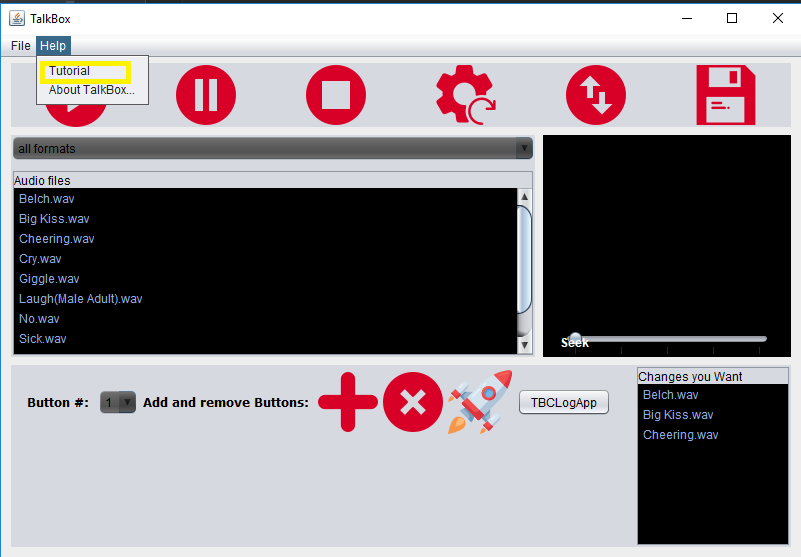 TalkBox
File Help
Tutorial
About TalkBox...
all formats
Audio files
Belch.wav
Big Kiss.wav
Cheering.wav
Cry.wav
Giggle.wav
Laugh(Male Adult).wav
No.wav
Sick.wav
Seek
Button #: 1 Add and remove Buttons: TBCLogApp
Changes you Want
Belch.wav
Big Kiss.wav
Cheering.wav